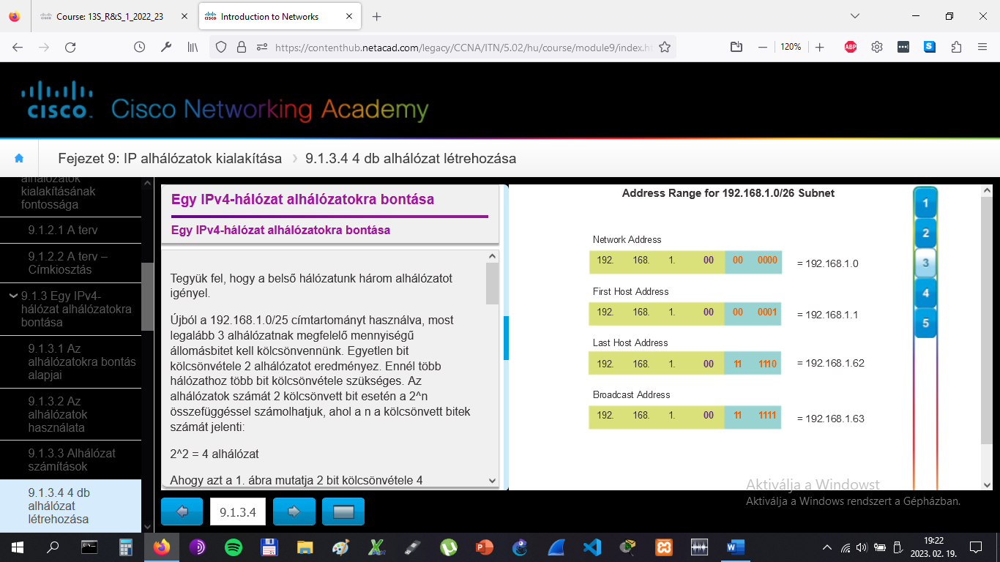 Course: 13S_R&S_1_2022_23
Introduction to Networks
https://contenthub.netacad.com/legacy/CCNA/ITN/5.02/hu/course/module9/index.h
120%
ABP
cisco
Cisco Networking Academy
Fejezet 9: IP alhálózatok kialakítása
9.1.3.4 4 db alhálózat létrehozása
alhálózatok
kialakításának
fontossága
9.1.2.1 A terv
9.1.2.2 A terv –
Címkiosztás
9.1.3 Egy IPv4-
hálózat alhálózatokra
bontása
9.1.3.1 Az
alhálózatokra bontás
alapjai
9.1.3.2 Az
alhálózatok
használata
9.1.3.3 Alhálózat
számítások
9.1.3.4 4 db
alhálózat
létrehozása
Egy IPv4-hálózat alhálózatokra bontása
Egy IPv4-hálózat alhálózatokra bontása
Tegyük fel, hogy a belső hálózatunk három alhálózatot
igényel.
Újból a 192.168.1.0/25 címtartományt használva, most
legalább 3 alhálózatnak megfelelő mennyiségű
állomásbitet kell kölcsönvennünk. Egyetlen bit
kölcsönvétele 2 alhálózatot eredményez. Ennél több
hálózathoz több bit kölcsönvétele szükséges. Az
alhálózatok számát 2 kölcsönvett bit esetén a 2^n
összefüggéssel számolhatjuk, ahol a n a kölcsönvett bitek
számát jelenti:
2^2 = 4 alhálózat
Ahogy azt a 1. ábra mutatja 2 bit kölcsönvétele 4
9.1.3.4
Address Range for 192.168.1.0/26 Subnet
Network Address
192. 168. 1. 00 00 0000 = 192.168.1.0
First Host Address
192. 168. 1. 00 00 0001 = 192.168.1.1
Last Host Address
192. 168. 1. 00 11 1110 = 192.168.1.62
Broadcast Address
192. 168. 1. 00 11 1111 = 192.168.1.63
1
2
3
4
5
Aktiválja a Windowst
Aktiválja a Windows rendszert a Gépházban.
19:22
2023. 02. 19.